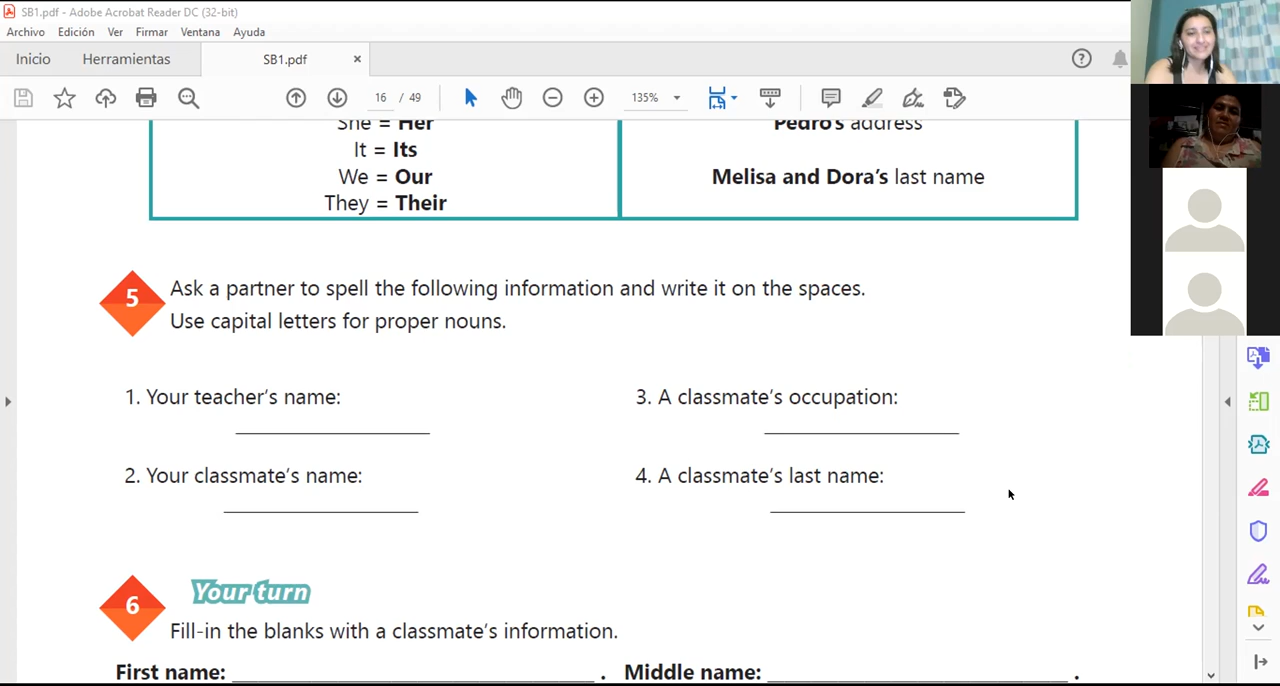 SB1.pdf - Adobe Acrobat Reader DC (32-bit)
Archivo Edición Ver Firmar Ventana Ayuda
Inicio Herramientas SB1.pdf ×
16 / 49 135%
She = Her
It = Its
We = Our
They = Their
Pedro's address
Melisa and Dora's last name
5 Ask a partner to spell the following information and write it on the spaces.
Use capital letters for proper nouns.
1. Your teacher's name:
2. Your classmate's name:
3. A classmate's occupation:
4. A classmate's last name:
6 Your turn
Fill-in the blanks with a classmate's information.
First name: . Middle name: .